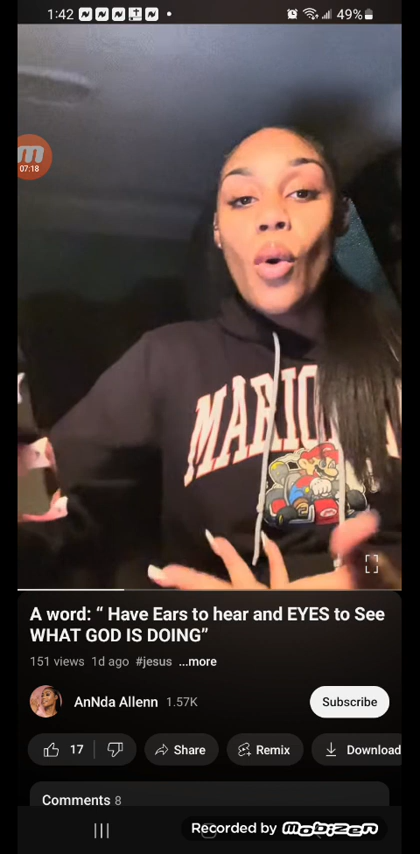 1:42
49%
07:18
MARIO
A word: “ Have Ears to hear and EYES to See
WHAT GOD IS DOING”
151 views 1d ago #jesus ...more
AnNda Allenn 1.57K
Subscribe
17
Share
Remix
Download
Comments 8
Recorded by mobizen